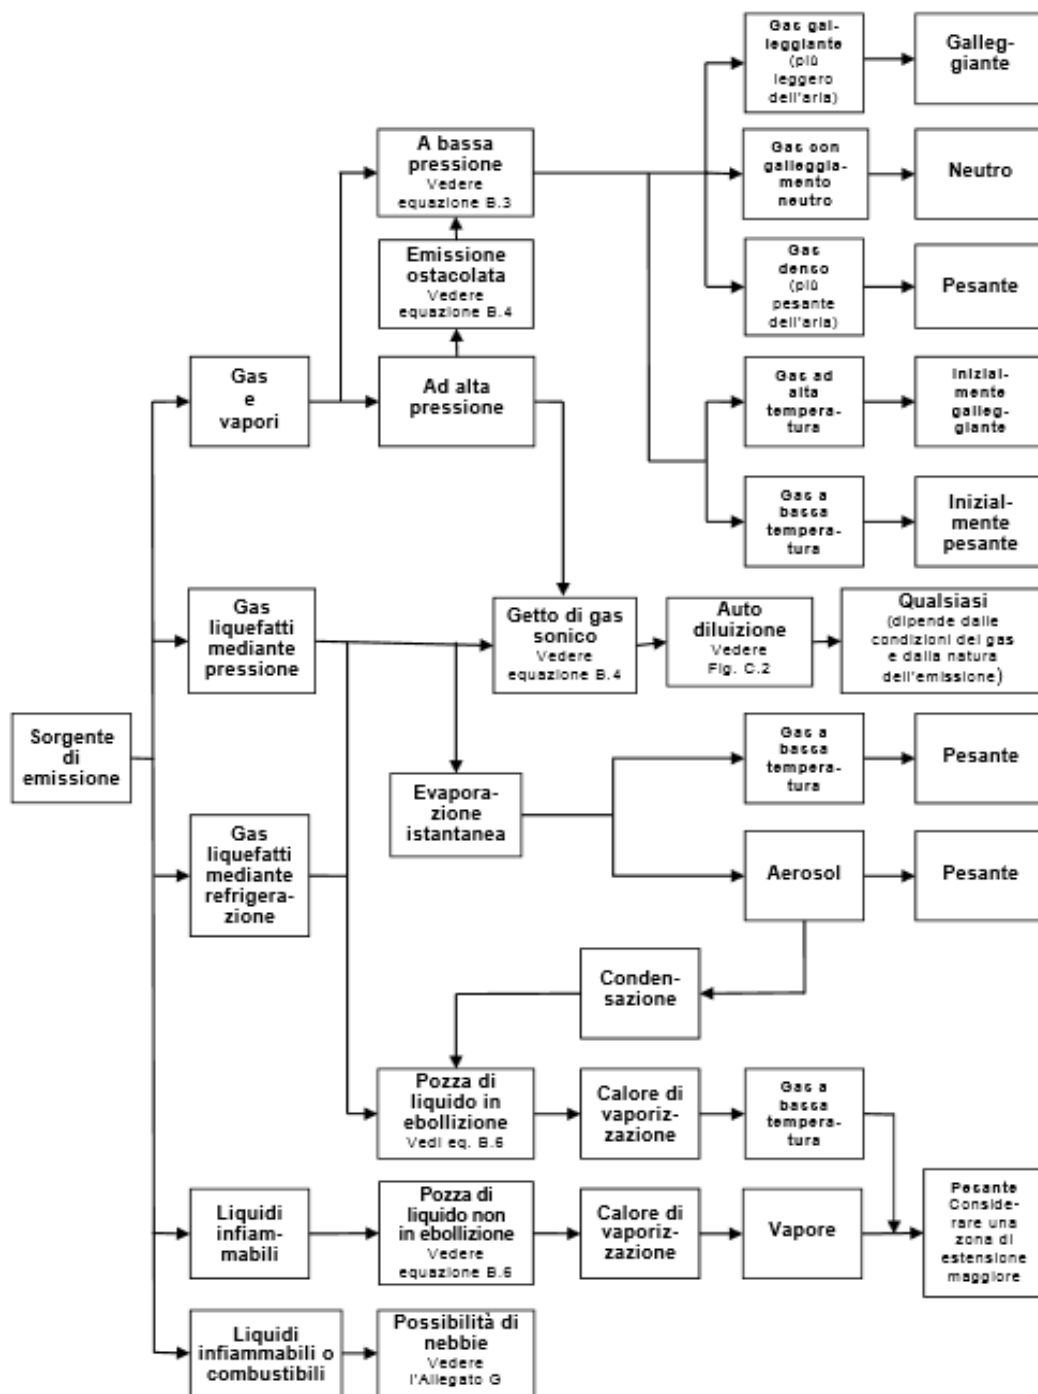 Gas gal-
leggiante
(più
leggero
dell'aria)
Galleg-
giante
A bassa
pressione
Vedere
equazione B.3
Gas con
galleggia-
mento
neutro
Neutro
Emissione
ostacolata
Vedere
equazione B.4
Gas
denso
(più
pesante
dell'aria)
Pesante
Gas
e
vapori
Ad alta
pressione
Gas ad
alta
tempera-
tura
Inizial-
mente
galleg-
giante
Gas a
bassa
tempera-
tura
Inizial-
mente
pesante
Gas
liquefatti
mediante
pressione
Getto di gas
sonico
Vedere
equazione B.4
Auto
diluizione
Vedere
Fig. C.2
Qualsiasi
(dipende dalle
condizioni del gas
e dalla natura
dell'emissione)
Sorgente
di
emissione
Gas a
bassa
tempera-
tura
Pesante
Evapora-
zione
istantanea
Gas
liquefatti
mediante
refrigera-
zione
Aerosol
Pesante
Conden-
sazione
Pozza di
liquido in
ebollizione
Vedi eq. B.6
Calore di
vaporiz-
zazione
Gas a
bassa
tempera-
tura
Liquidi
infiam-
mabili
Pozza di
liquido non
in ebollizione
Vedere
equazione B.6
Calore di
vaporiz-
zazione
Vapore
Pesante
Conside-
rare una
zona di
estensione
maggiore
Liquidi
infiammabili o
combustibili
Possibilità di
nebbie
Vedere
l'Allegato G